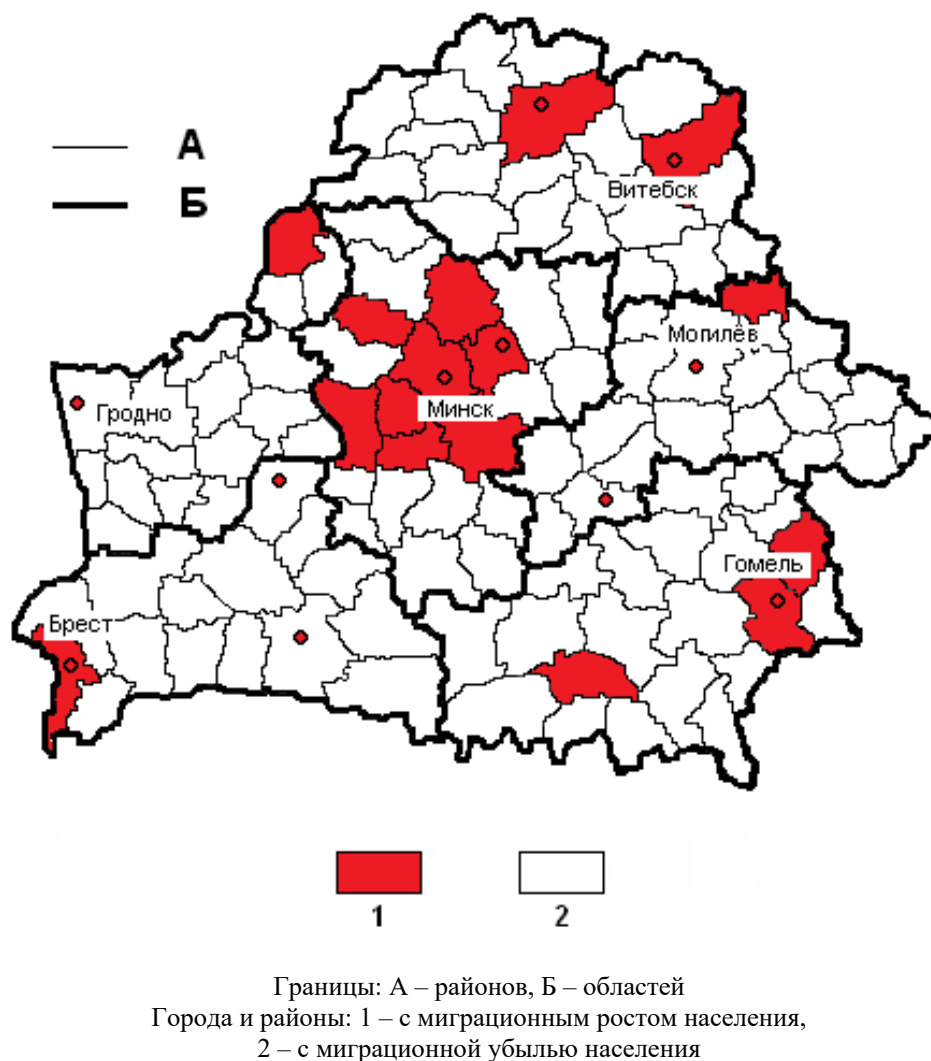 А
Б
Витебск
Могилёв
Гродно
Минск
Гомель
Брест
1
2
Границы: А – районов, Б – областей
Города и районы: 1 – с миграционным ростом населения,
2 – с миграционной убылью населения